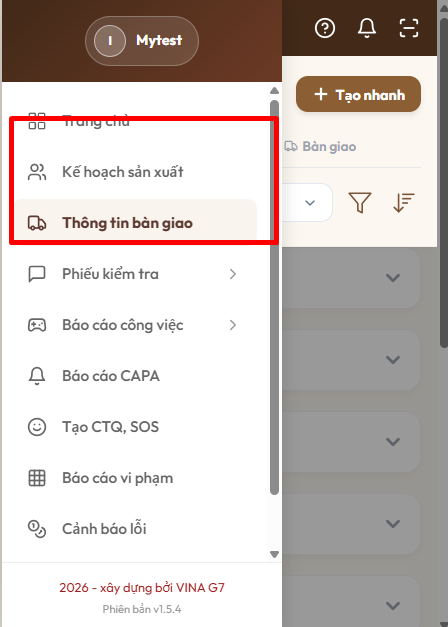 I Mytest
Tạo nhanh
Trang chủ
Bàn giao
Kế hoạch sản xuất
Thông tin bàn giao
Phiếu kiểm tra
Báo cáo công việc
Báo cáo CAPA
Tạo CTQ, SOS
Báo cáo vi phạm
Cảnh báo lỗi
2026 - xây dựng bởi VINA G7
Phiên bản v1.5.4